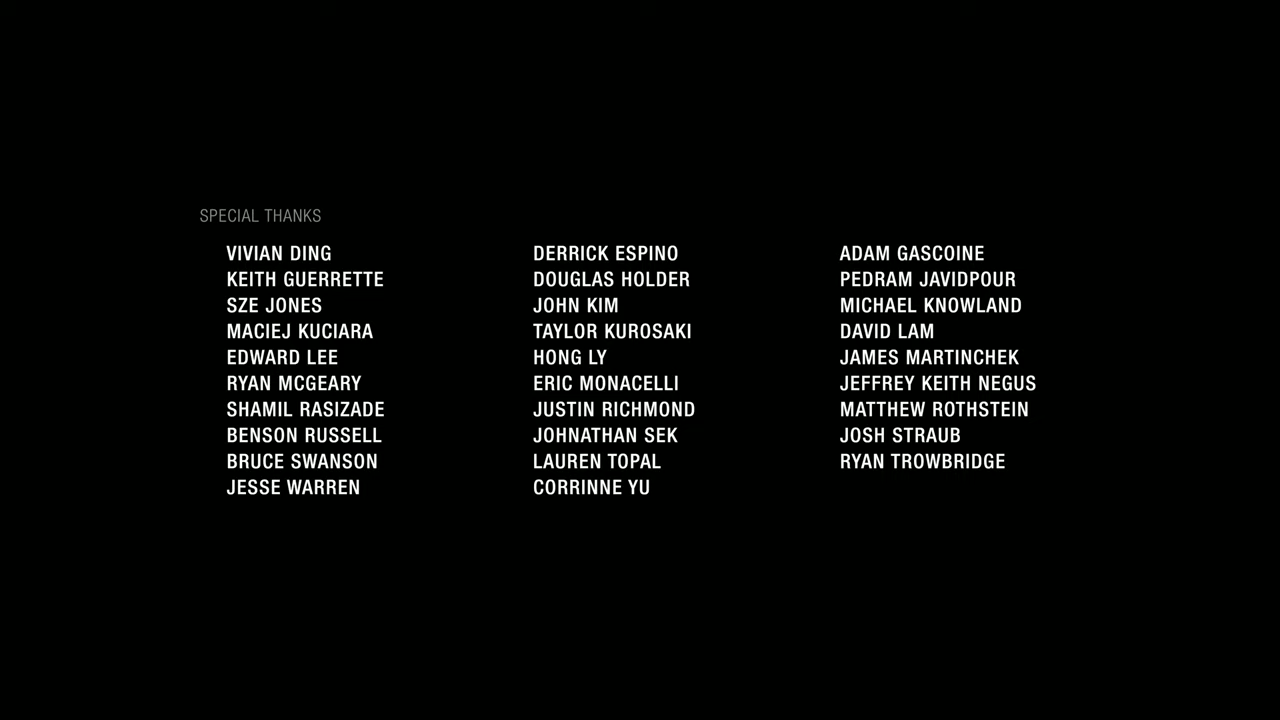 SPECIAL THANKS
VIVIAN DING
KEITH GUERRETTE
SZE JONES
MACIEJ KUCIARA
EDWARD LEE
RYAN MCGEARY
SHAMIL RASIZADE
BENSON RUSSELL
BRUCE SWANSON
JESSE WARREN
DERRICK ESPINO
DOUGLAS HOLDER
JOHN KIM
TAYLOR KUROSAKI
HONG LY
ERIC MONACELLI
JUSTIN RICHMOND
JOHNATHAN SEK
LAUREN TOPAL
CORRINNE YU
ADAM GASCOINE
PEDRAM JAVIDPOUR
MICHAEL KNOWLAND
DAVID LAM
JAMES MARTINCHEK
JEFFREY KEITH NEGUS
MATTHEW ROTHSTEIN
JOSH STRAUB
RYAN TROWBRIDGE